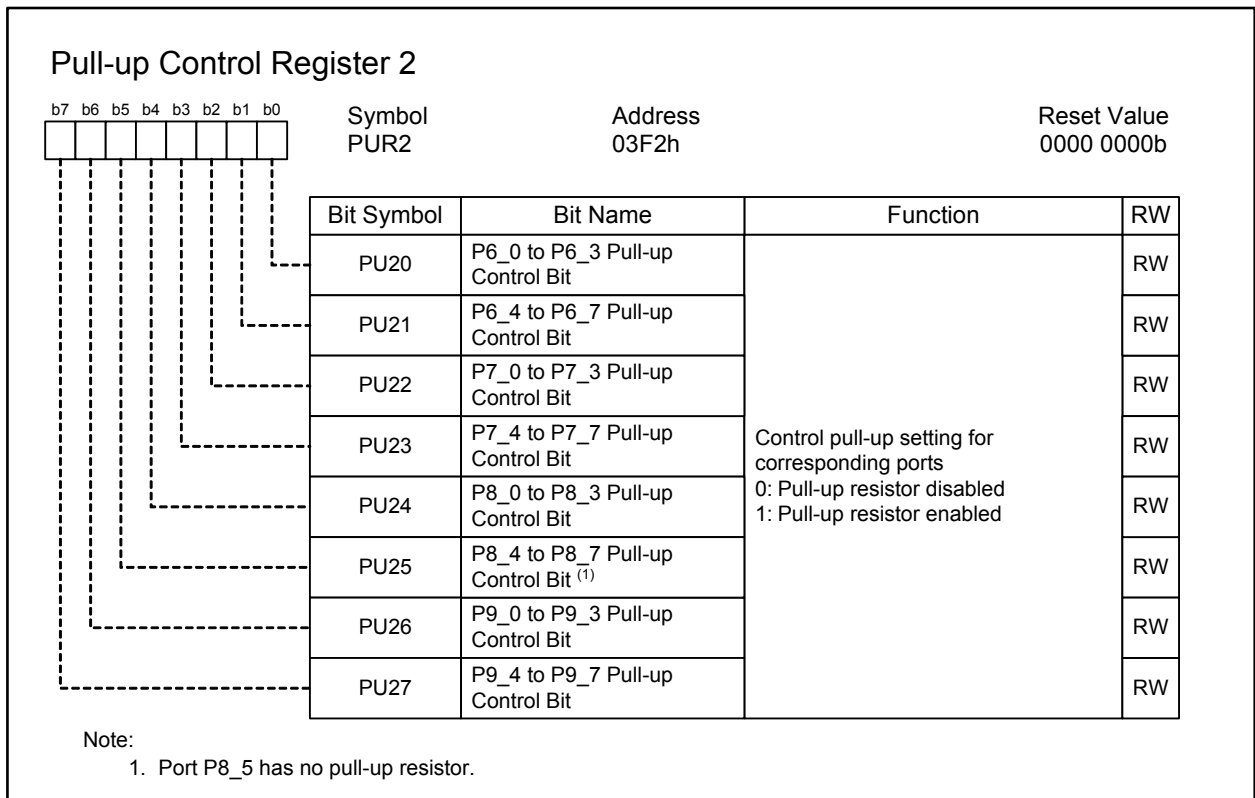 Pull-up Control Register 2
b7 b6 b5 b4 b3 b2 b1 b0
Symbol Address Reset Value
PUR2 03F2h 0000 0000b
Bit Symbol Bit Name Function RW
PU20 P6_0 to P6_3 Pull-up
Control Bit RW
PU21 P6_4 to P6_7 Pull-up
Control Bit RW
PU22 P7_0 to P7_3 Pull-up
Control Bit RW
PU23 P7_4 to P7_7 Pull-up
Control Bit RW
PU24 P8_0 to P8_3 Pull-up
Control Bit RW
PU25 P8_4 to P8_7 Pull-up
Control Bit (1) RW
PU26 P9_0 to P9_3 Pull-up
Control Bit RW
PU27 P9_4 to P9_7 Pull-up
Control Bit RW
Control pull-up setting for
corresponding ports
0: Pull-up resistor disabled
1: Pull-up resistor enabled
Note:
1. Port P8_5 has no pull-up resistor.